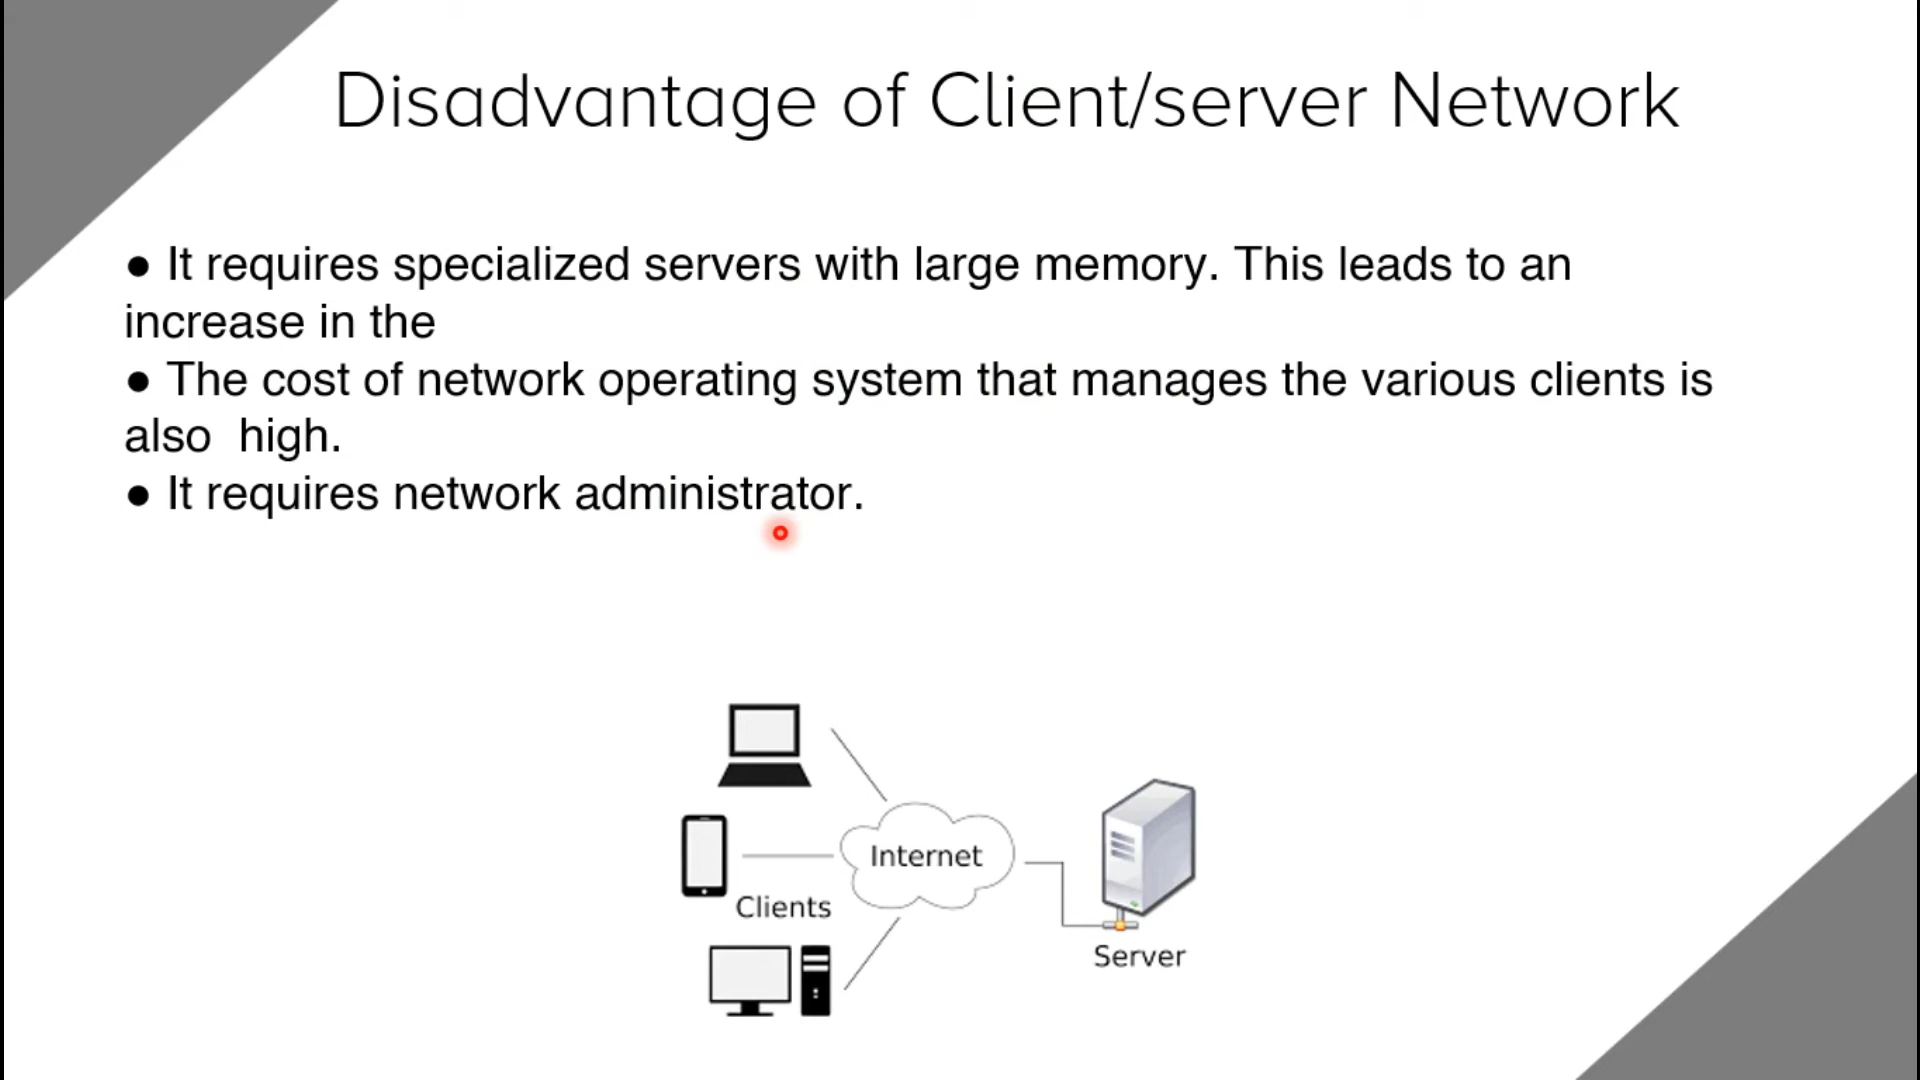 Disadvantage of Client/server Network
● It requires specialized servers with large memory. This leads to an
increase in the
● The cost of network operating system that manages the various clients is
also  high.
● It requires network administrator.
Internet
Clients
Server